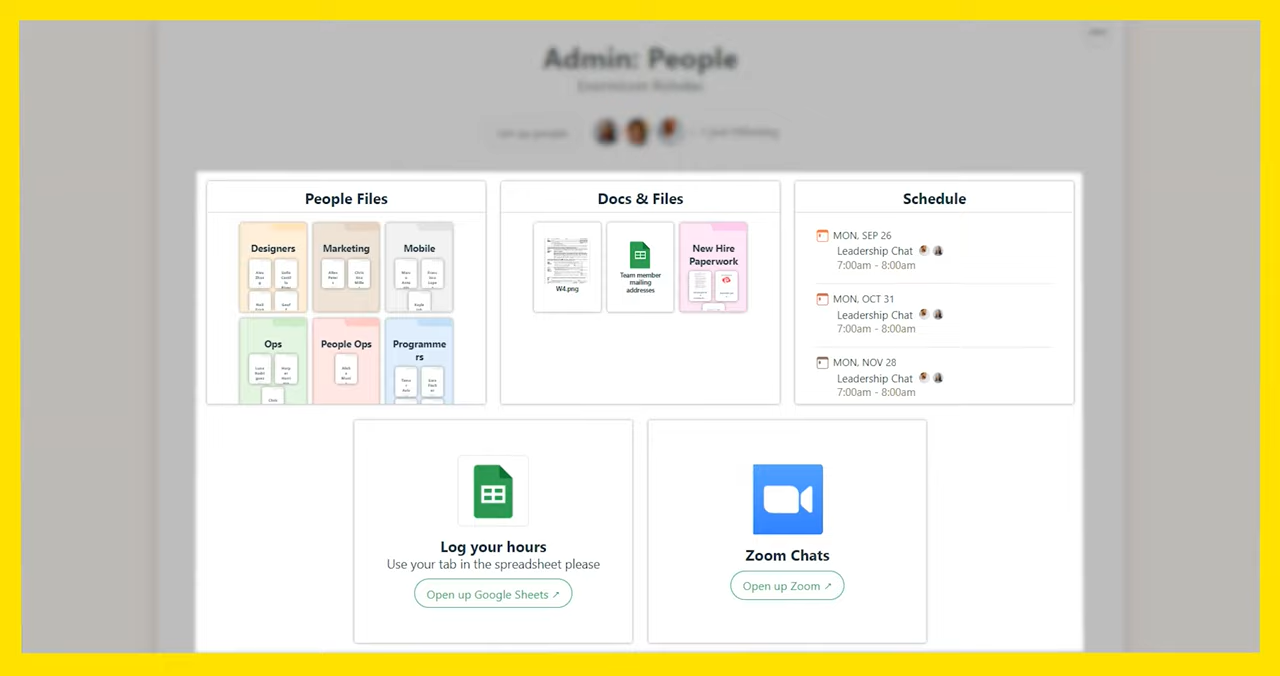 Admin: People
People Files
Designers
Marketing
Mobile
Ops
People Ops
Programme
rs
Docs & Files
W4.png
Team member
mailing
addresses
New Hire
Paperwork
Schedule
MON, SEP 26
Leadership Chat
7:00am - 8:00am
MON, OCT 31
Leadership Chat
7:00am - 8:00am
MON, NOV 28
Leadership Chat
7:00am - 8:00am
Log your hours
Use your tab in the spreadsheet please
Open up Google Sheets ↗
Zoom Chats
Open up Zoom ↗